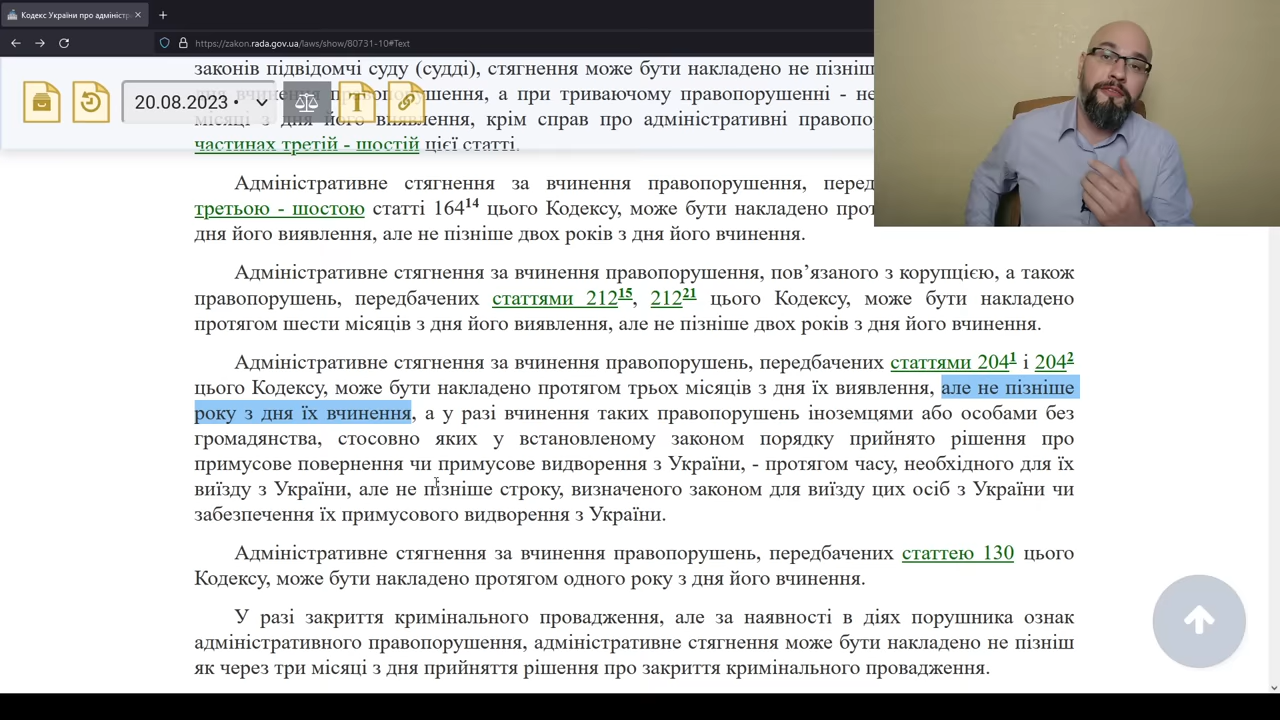 Кодекс України про адміністр
https://zakon.rada.gov.ua/laws/show/80731-10#Text
20.08.2023 •
законів підвідомчі суду (судді), стягнення може бути накладено не пізніш
дня вчинення правопорушення, а при триваючому правопорушенні - не
місяці з дня його виявлення, крім справ про адміністративні правопор
частинах третій - шостій цієї статті.
Адміністративне стягнення за вчинення правопорушення, перед
третьою - шостою статті 164¹⁴ цього Кодексу, може бути накладено прот
дня його виявлення, але не пізніше двох років з дня його вчинення.
Адміністративне стягнення за вчинення правопорушення, пов’язаного з корупцією, а також
правопорушень, передбачених статтями 212¹⁵, 212²¹ цього Кодексу, може бути накладено
протягом шести місяців з дня його виявлення, але не пізніше двох років з дня його вчинення.
Адміністративне стягнення за вчинення правопорушень, передбачених статтями 204¹ і 204²
цього Кодексу, може бути накладено протягом трьох місяців з дня їх виявлення, але не пізніше
року з дня їх вчинення, а у разі вчинення таких правопорушень іноземцями або особами без
громадянства, стосовно яких у встановленому законом порядку прийнято рішення про
примусове повернення чи примусове видворення з України, - протягом часу, необхідного для їх
виїзду з України, але не пізніше строку, визначеного законом для виїзду цих осіб з України чи
забезпечення їх примусового видворення з України.
Адміністративне стягнення за вчинення правопорушень, передбачених статтею 130 цього
Кодексу, може бути накладено протягом одного року з дня його вчинення.
У разі закриття кримінального провадження, але за наявності в діях порушника ознак
адміністративного правопорушення, адміністративне стягнення може бути накладено не пізніш
як через три місяці з дня прийняття рішення про закриття кримінального провадження.